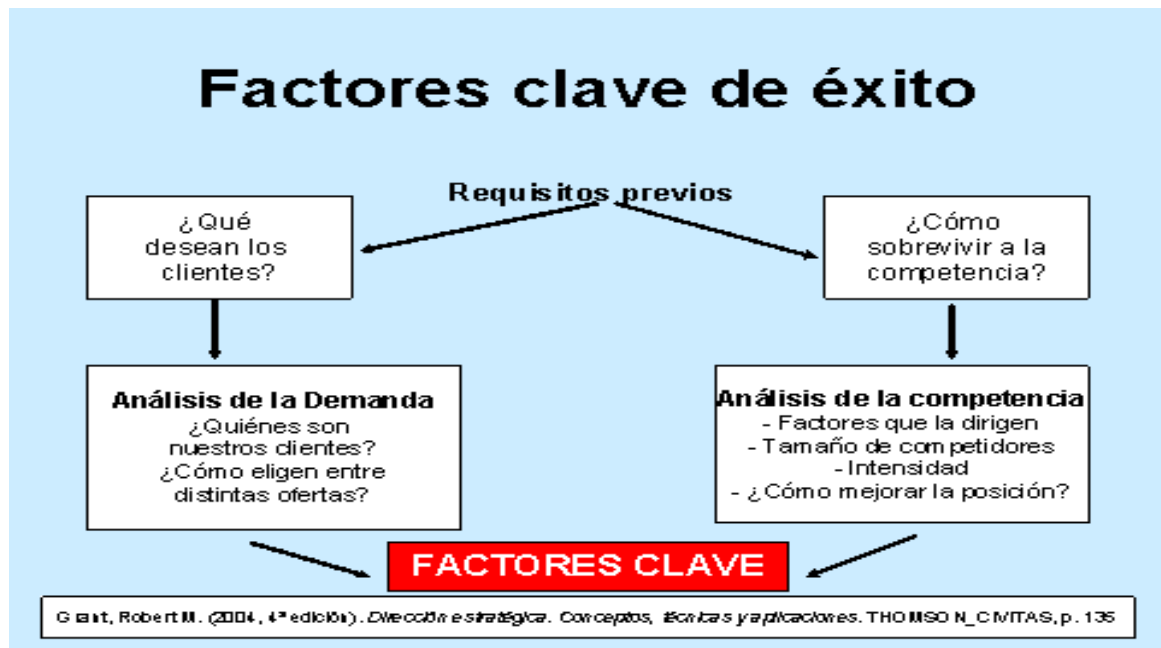 Factores clave de éxito
Requisitos previos
¿Qué
desean los
clientes?
¿Cómo
sobrevivir a la
competencia?
Análisis de la Demanda
¿Quiénes son
nuestros clientes?
¿Cómo eligen entre
distintas ofertas?
Análisis de la competencia
- Factores que la dirigen
- Tamaño de competidores
- Intensidad
- ¿Cómo mejorar la posición?
FACTORES CLAVE
Grant, Robert M. (2004, 4ª edición). Dirección estratégica. Conceptos, técnicas y aplicaciones. THOMSON_CIVITAS, p. 135